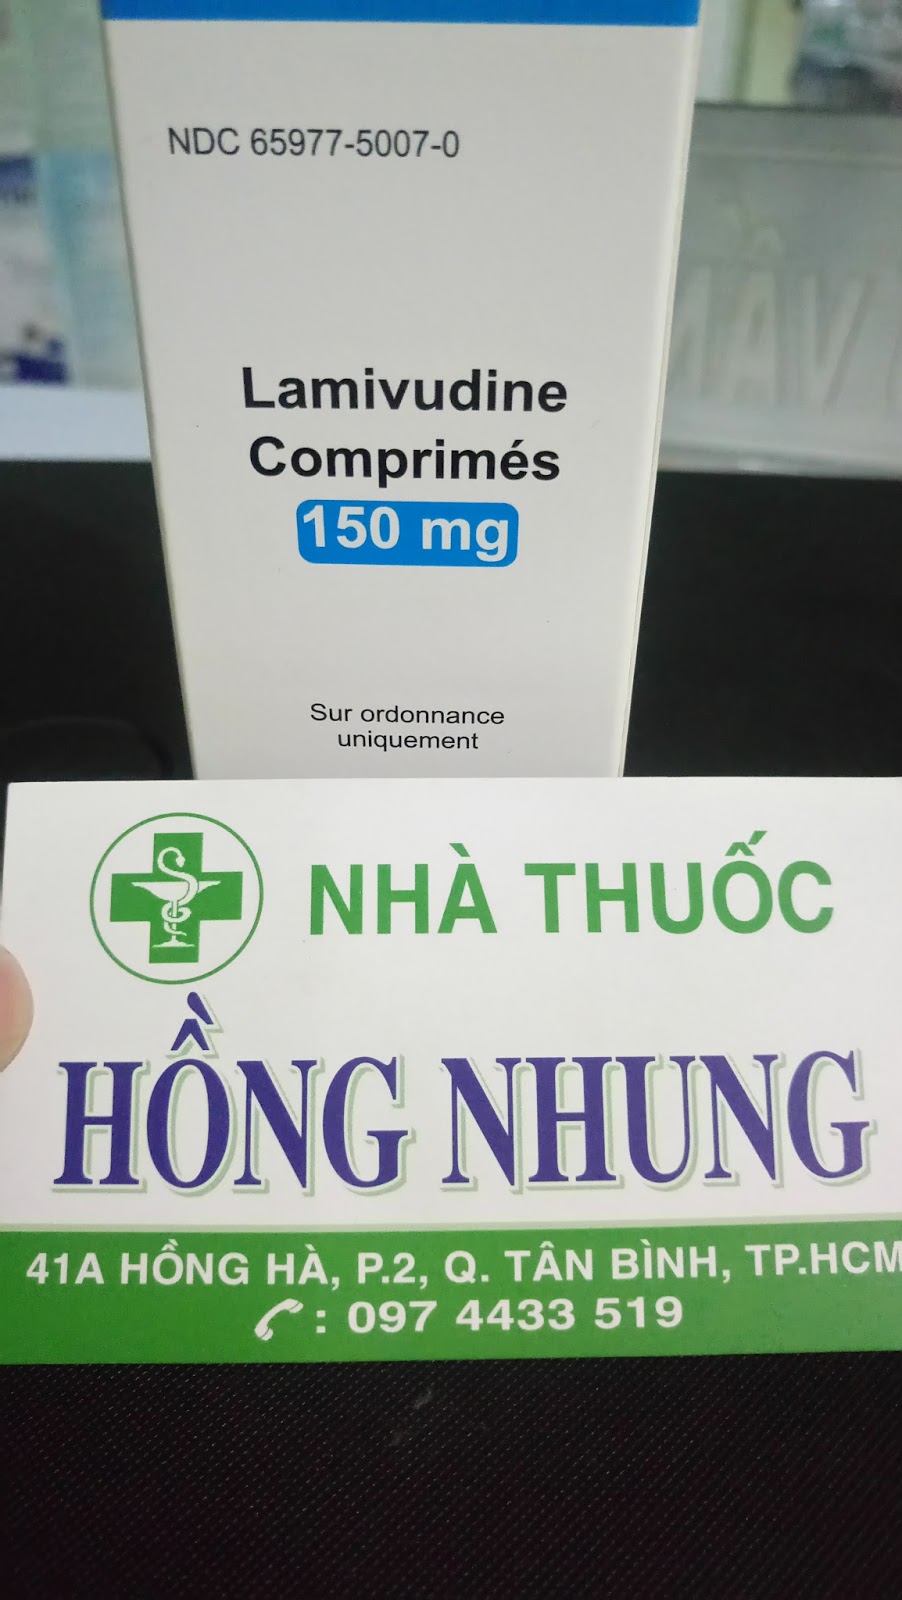 NDC 65977-5007-0
Lamivudine
Comprimés
150 mg
Sur ordonnance
uniquement
NHÀ THUỐC
HỒNG NHUNG
41A HỒNG HÀ, P.2, Q. TÂN BÌNH, TP.HCM
: 097 4433 519